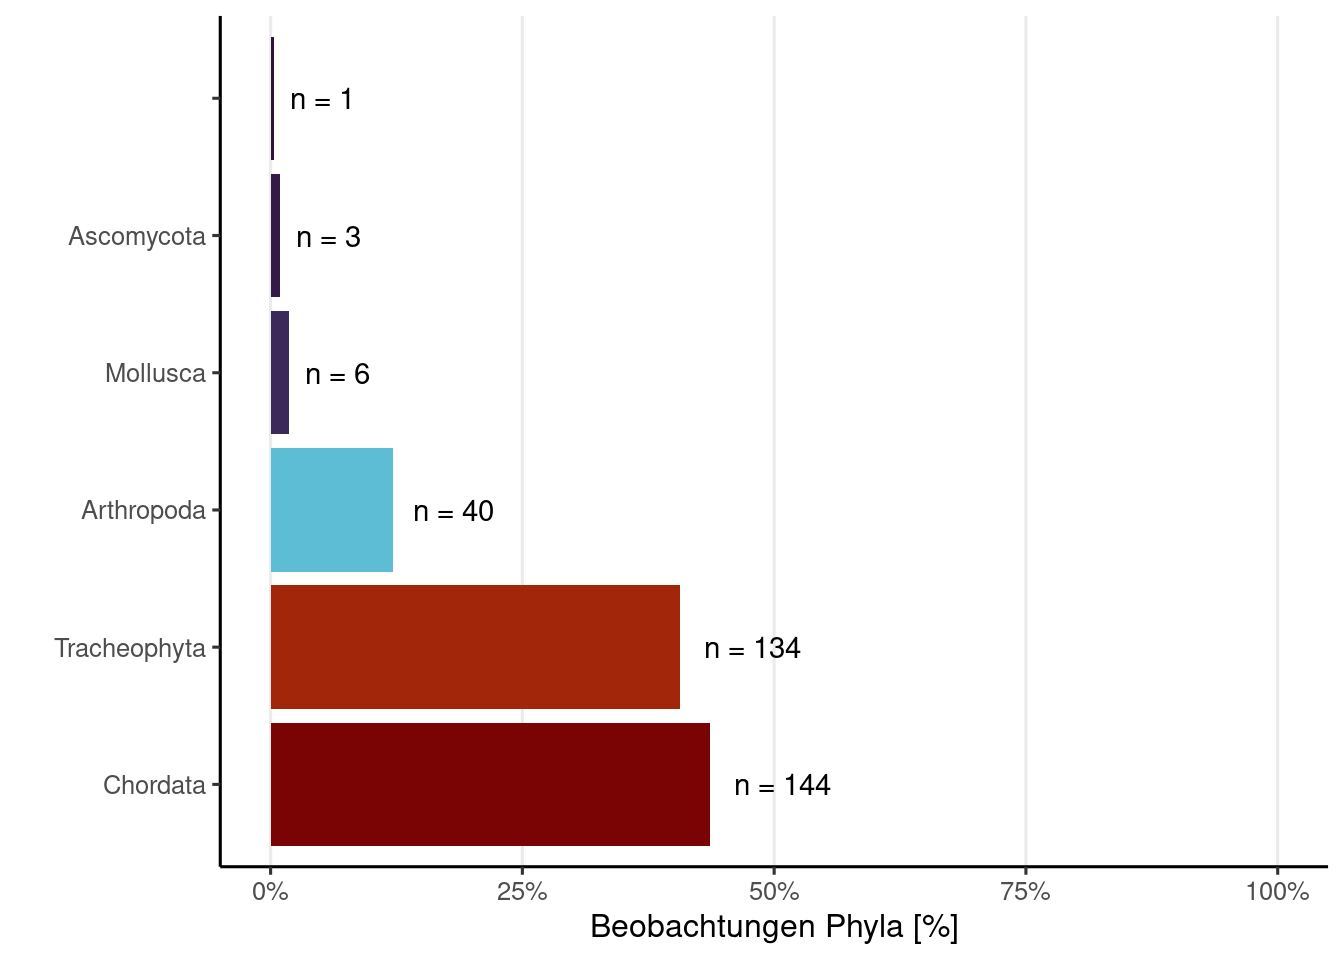 n = 1
Ascomycota n = 3
Mollusca n = 6
Arthropoda n = 40
Tracheophyta n = 134
Chordata n = 144
0% 25% 50% 75% 100%
Beobachtungen Phyla [%]